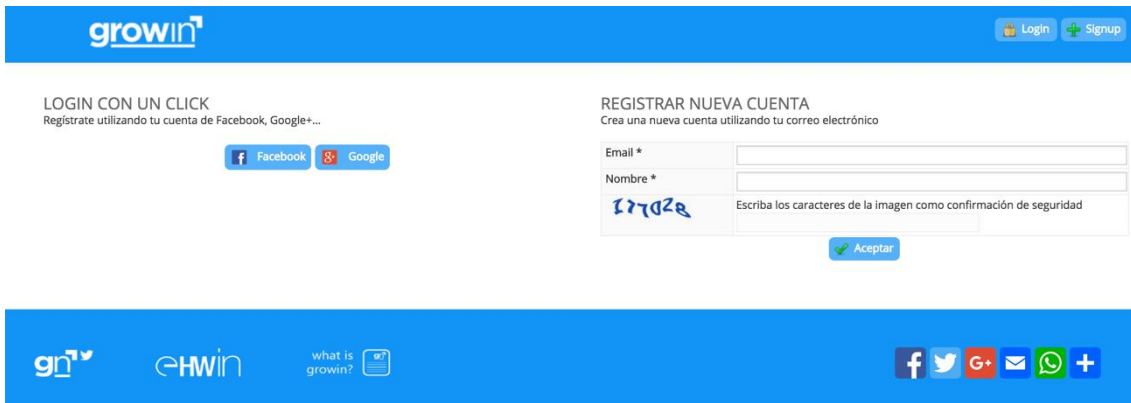 growin
Login
Signup
LOGIN CON UN CLICK
Regístrate utilizando tu cuenta de Facebook, Google+...
Facebook
Google
REGISTRAR NUEVA CUENTA
Crea una nueva cuenta utilizando tu correo electrónico
Email *
Nombre *
Escriba los caracteres de la imagen como confirmación de seguridad
Aceptar
gn
eHWin
what is
growin?
G+